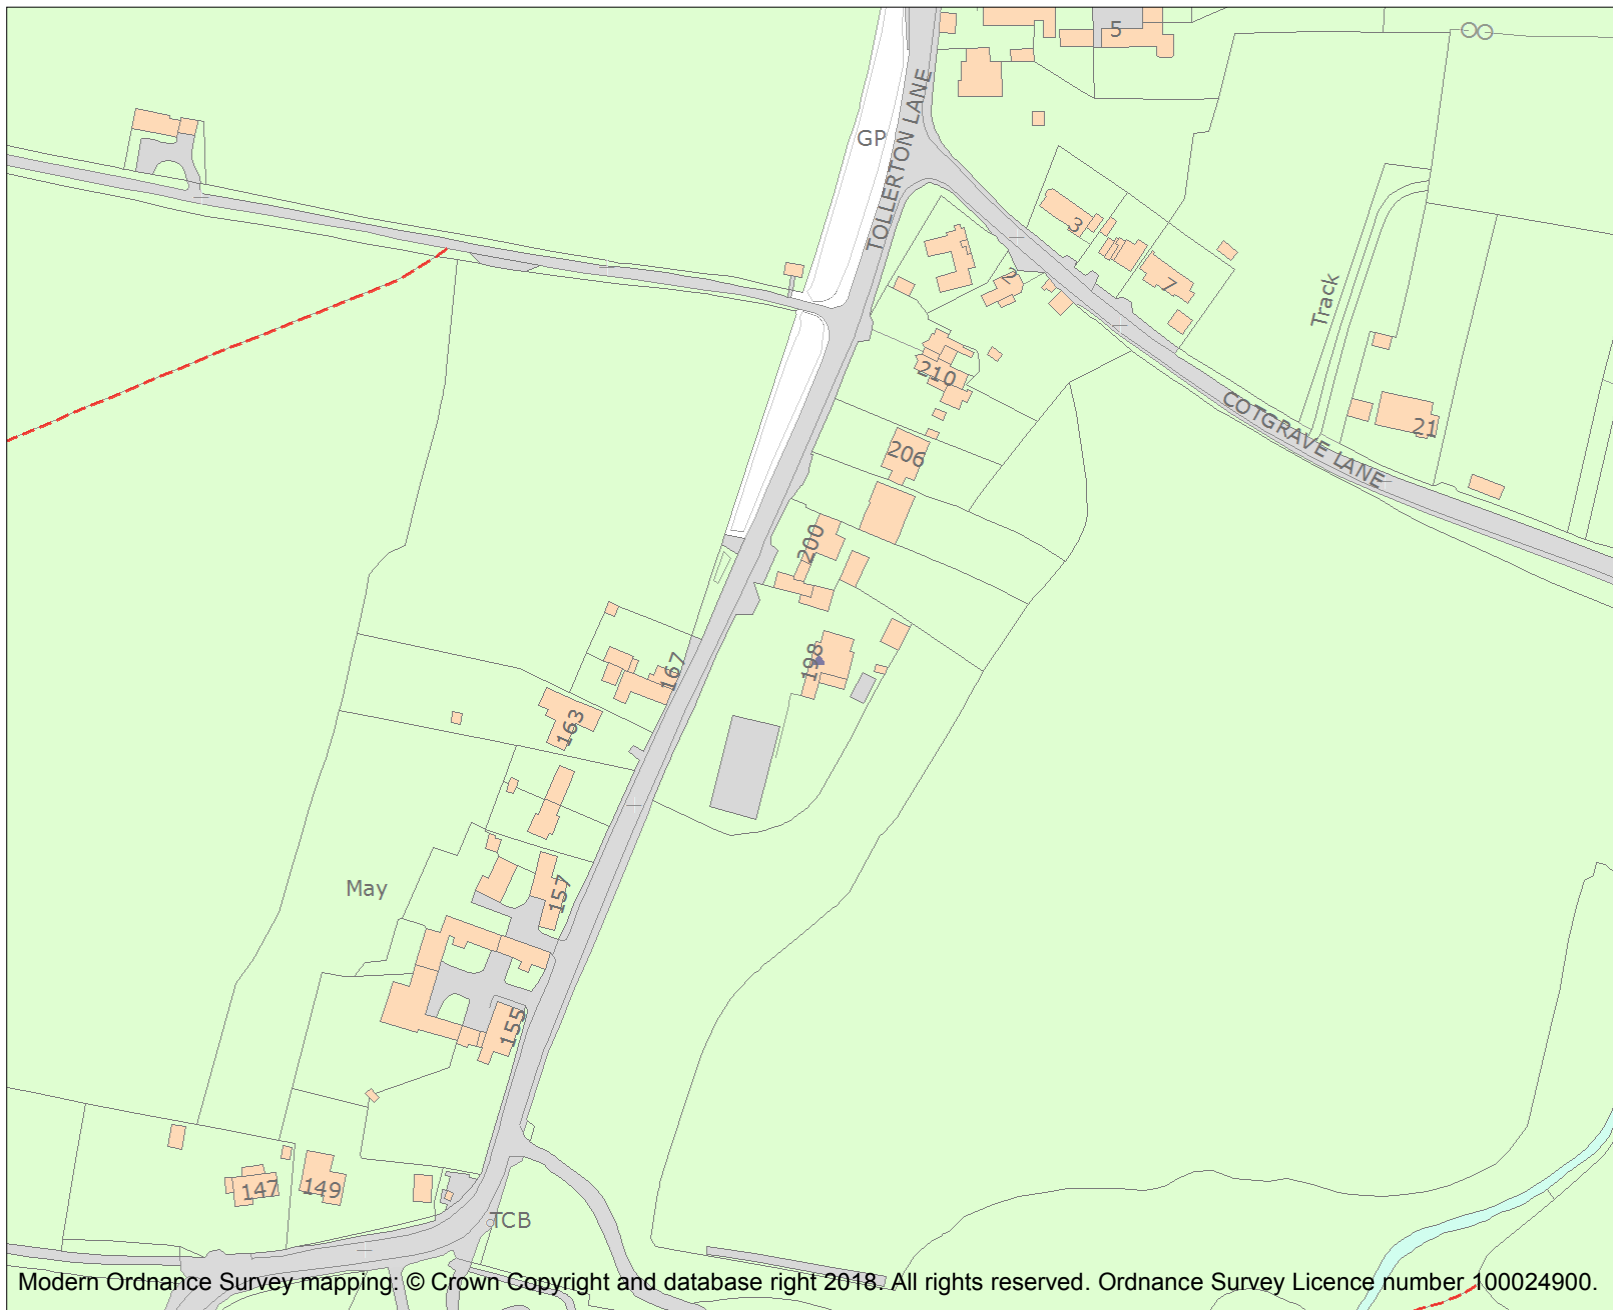 5
GP
TOLLERTON LANE
3
2
7
Track
210
COTGRAVE LANE
21
206
200
198
167
163
May
157
155
147
149
TCB
Modern Ordnance Survey mapping: © Crown Copyright and database right 2018. All rights reserved. Ordnance Survey Licence number 100024900.